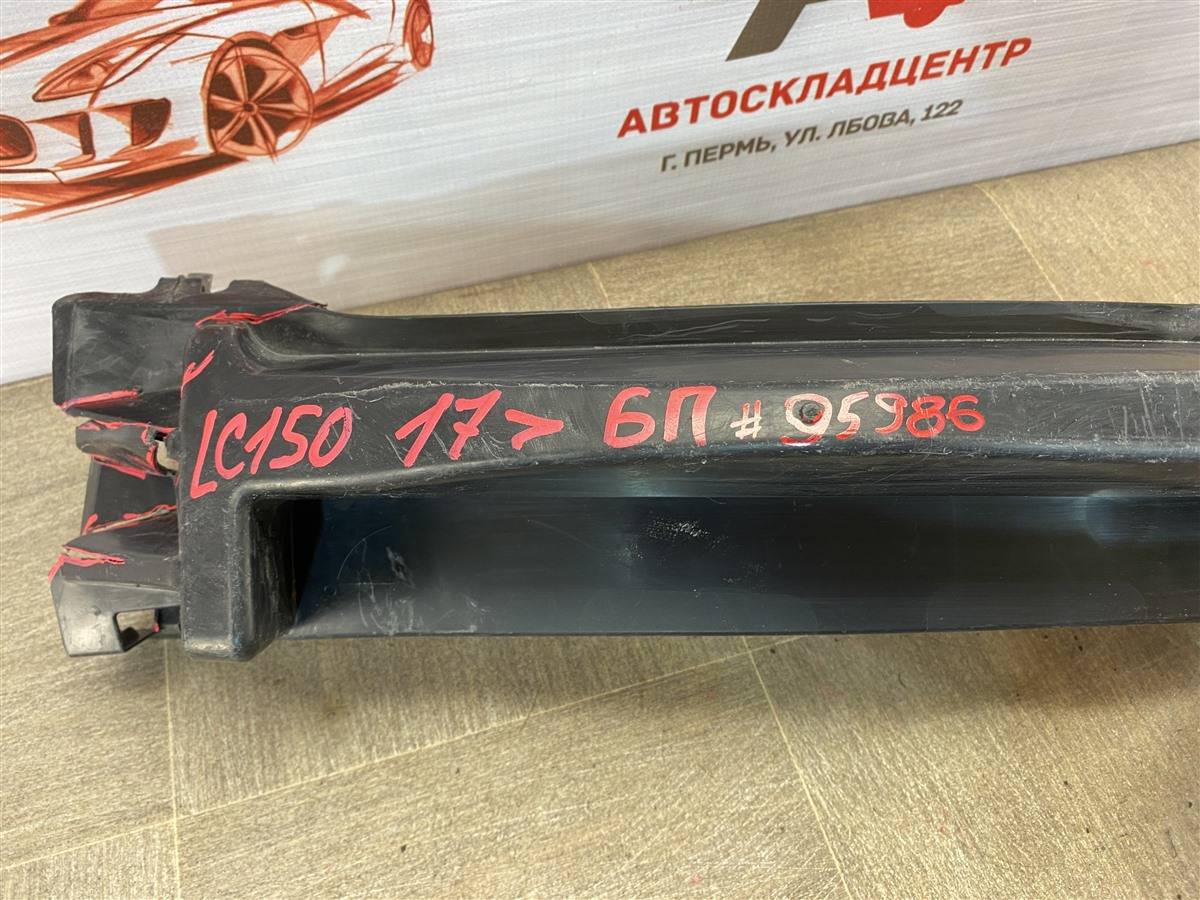 АВТОСКЛАДЦЕНТР
Г. ПЕРМЬ, УЛ. ЛБОВА, 122
LC150 17> БП # 95986